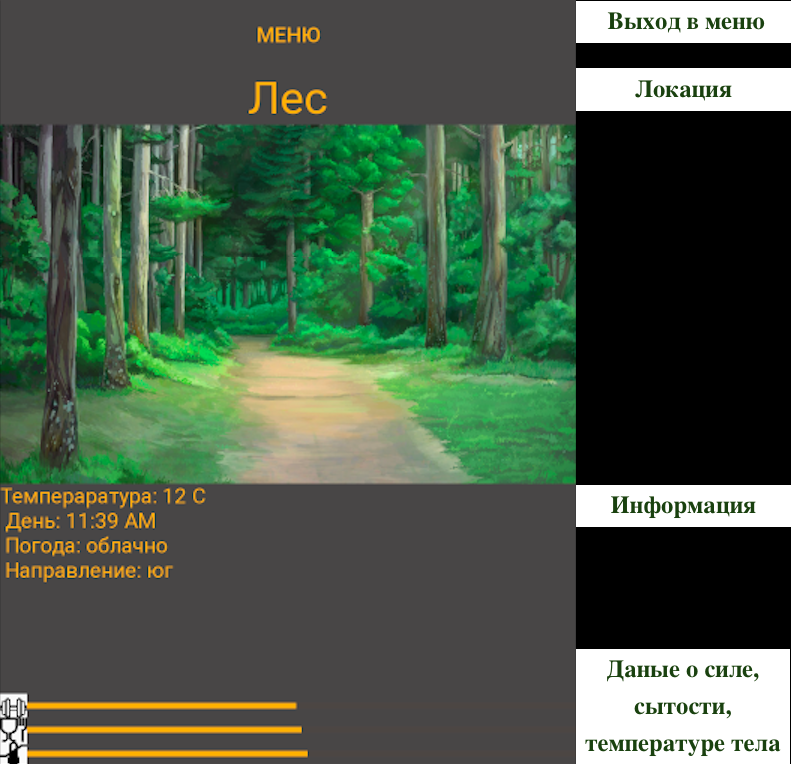 МЕНЮ
Выход в меню
Лес
Локация
Темпераратура: 12 C
День: 11:39 AM
Погода: облачно
Направление: юг
Информация
Даные о силе,
сытости,
температуре тела